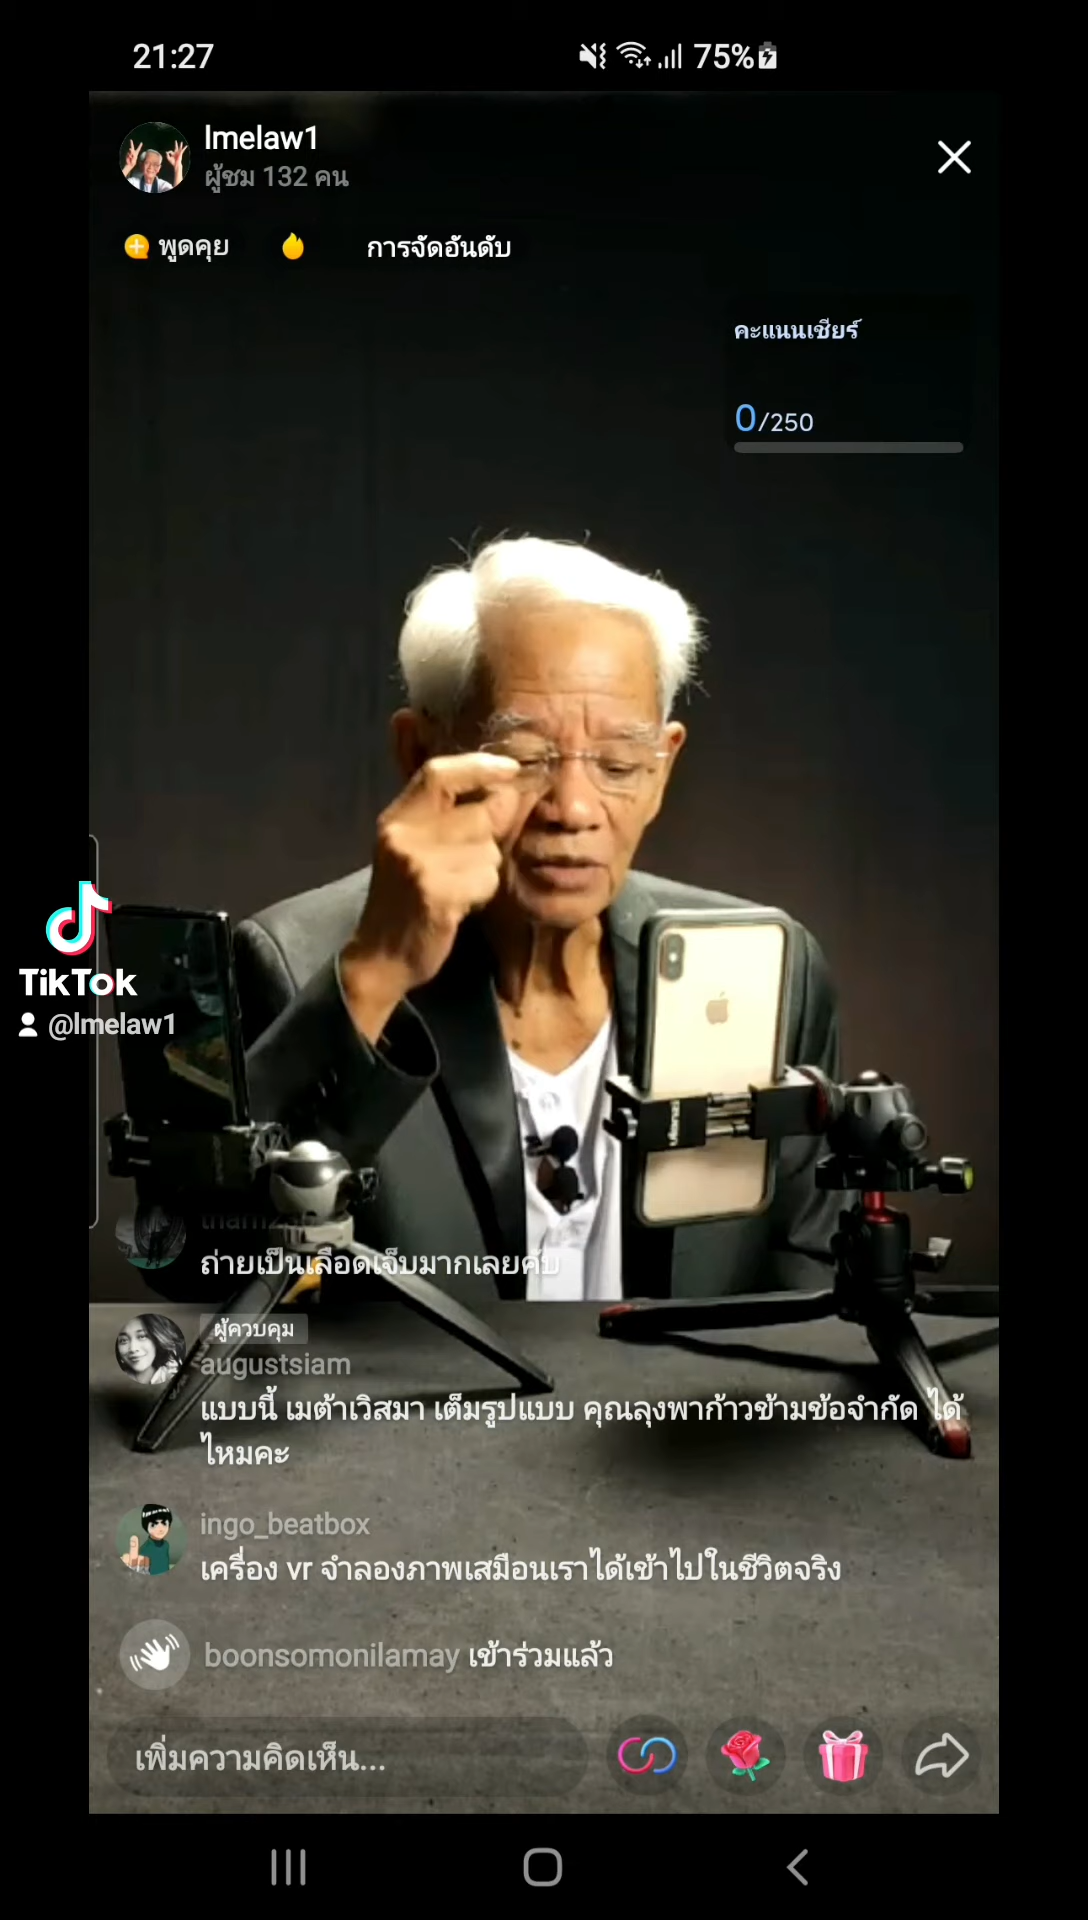 21:27
75%
lmelaw1
ผู้ชม 132 คน
พูดคุย
การจัดอันดับ
คะแนนเชียร์
0/250
TikTok
@lmelaw1
ulanzi
ถ่ายเป็นเลือดเจ็บมากเลยคับ
ผู้ควบคุม
augustsiam
แบบนี้ เมต้าเวิสมา เต็มรูปแบบ คุณลุงพาก้าวข้ามข้อจำกัด ได้
ไหมคะ
ingo_beatbox
เครื่อง vr จำลองภาพเสมือนเราได้เข้าไปในชีวิตจริง
boonsomonilamay เข้าร่วมแล้ว
เพิ่มความคิดเห็น...